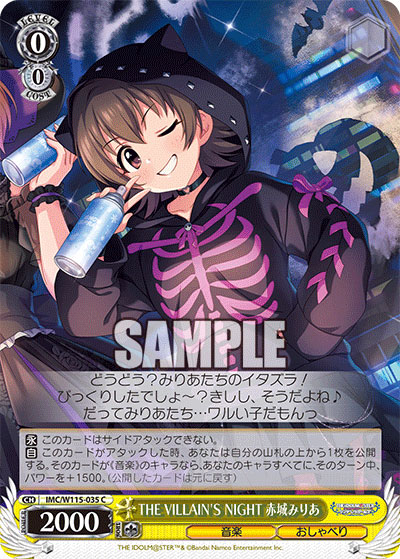 LEVEL
0
0
COST
SAMPLE
どうどう?みりあたちのイタズラ!
びっくりしたでしょ~?きしし、そうだよね♪
だってみりあたち…ワルい子だもんっ
永 このカードはサイドアタックできない。
自 このカードがアタックした時、あなたは自分の山札の上から1枚を公開
する。そのカードが《音楽》のキャラなら、あなたのキャラすべてに、そのターン中、
パワーを+1500。(公開したカードは元に戻す)
CH IMC/W115-035 C
2000
THE VILLAIN'S NIGHT 赤城みりあ
音楽
おしゃべり
THE IDOLM@STER™& ©Bandai Namco Entertainment Inc.